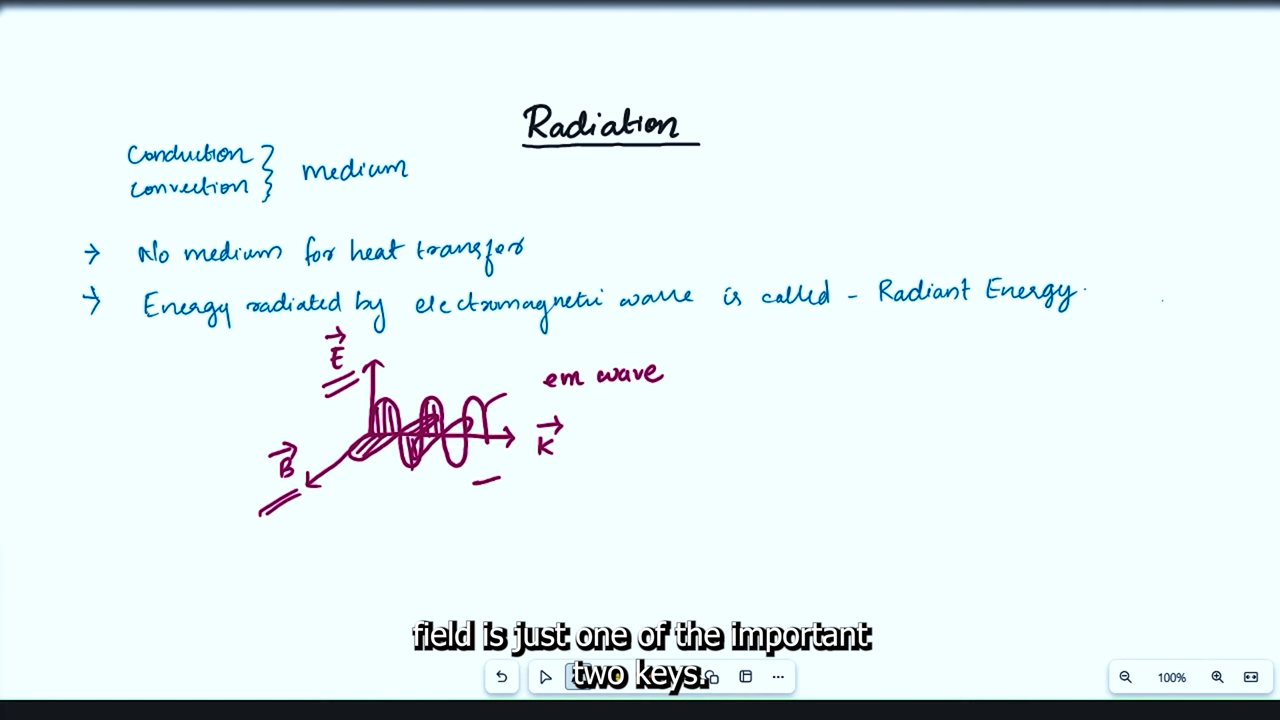 Radiation
Conduction
Convection
medium
→ No medium for heat transfer
→ Energy radiated by electromagnetic wave is called - Radiant Energy.
E
em wave
K
B
field is just one of the important
two keys.
100%